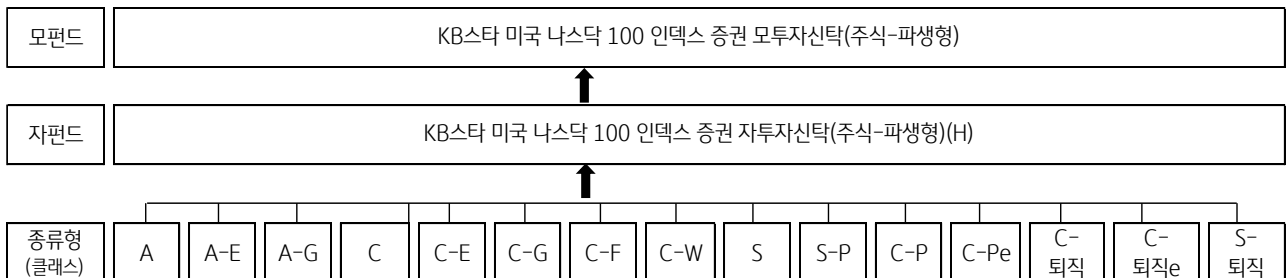 모펀드
KB스타 미국 나스닥 100 인덱스 증권 모투자신탁(주식-파생형)
자펀드
KB스타 미국 나스닥 100 인덱스 증권 자투자신탁(주식-파생형)(H)
종류형
(클래스)
A
A-E
A-G
C
C-E
C-G
C-F
C-W
S
S-P
C-P
C-Pe
C-
퇴직
C-
퇴직e
S-
퇴직